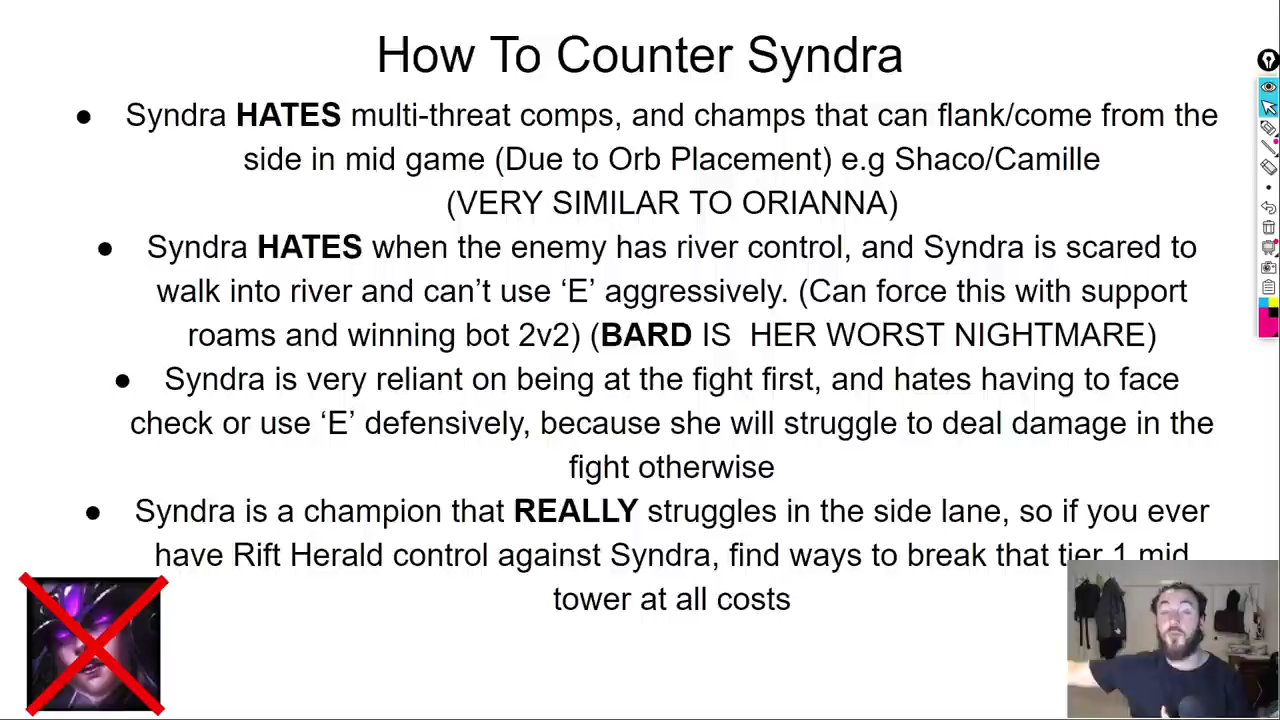 How To Counter Syndra
● Syndra HATES multi-threat comps, and champs that can flank/come from the
side in mid game (Due to Orb Placement) e.g Shaco/Camille
(VERY SIMILAR TO ORIANNA)
● Syndra HATES when the enemy has river control, and Syndra is scared to
walk into river and can’t use ‘E’ aggressively. (Can force this with support
roams and winning bot 2v2) (BARD IS HER WORST NIGHTMARE)
● Syndra is very reliant on being at the fight first, and hates having to face
check or use ‘E’ defensively, because she will struggle to deal damage in the
fight otherwise
● Syndra is a champion that REALLY struggles in the side lane, so if you ever
have Rift Herald control against Syndra, find ways to break that tier 1 mid
tower at all costs